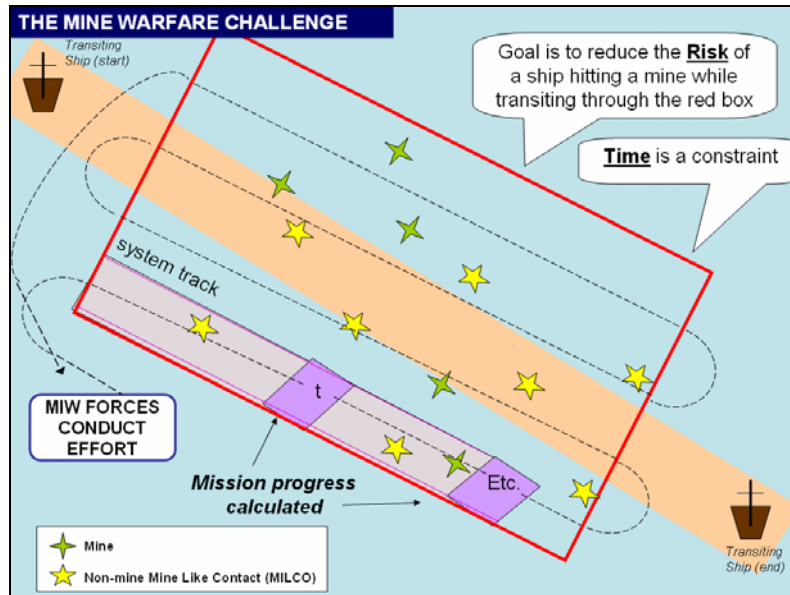 THE MINE WARFARE CHALLENGE
Transiting
Ship (start)
Goal is to reduce the Risk of
a ship hitting a mine while
transiting through the red box
Time is a constraint
system track
t
MIW FORCES
CONDUCT
EFFORT
Mission progress
calculated
Etc.
Mine
Non-mine Mine Like Contact (MILCO)
Transiting
Ship (end)